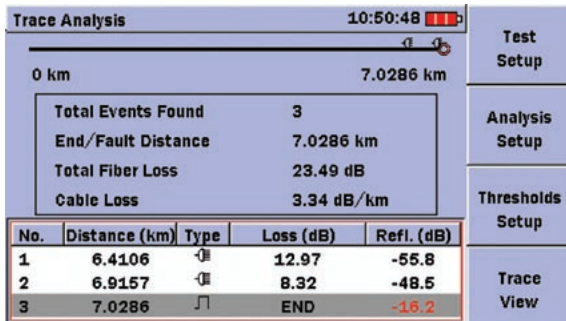 Trace Analysis 10:50:48
0 km 7.0286 km
Total Events Found 3
End/Fault Distance 7.0286 km
Total Fiber Loss 23.49 dB
Cable Loss 3.34 dB/km
No. Distance (km) Type Loss (dB) Refl. (dB)
1 6.4106 12.97 -55.8
2 6.9157 8.32 -48.5
3 7.0286 END -16.2
Test
Setup
Analysis
Setup
Thresholds
Setup
Trace
View